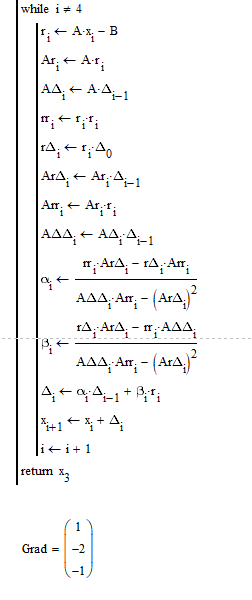 while i ≠ 4
r_i ← A·x_i − B
Ar_i ← A·r_i
AΔ_i ← A·Δ_{i−1}
rr_i ← r_i·r_i
rΔ_i ← r_i·Δ_0
ArΔ_i ← Ar_i·Δ_{i−1}
Arr_i ← Ar_i·r_i
AΔΔ_i ← AΔ_i·Δ_{i−1}
α_i ← (rr_i·ArΔ_i − rΔ_i·Arr_i) / (AΔΔ_i·Arr_i − (ArΔ_i)^2)
β_i ← (rΔ_i·ArΔ_i − rr_i·AΔΔ_i) / (AΔΔ_i·Arr_i − (ArΔ_i)^2)
Δ_i ← α_i·Δ_{i−1} + β_i·r_i
x_{i+1} ← x_i + Δ_i
i ← i + 1
return x_3
1
Grad = −2
−1